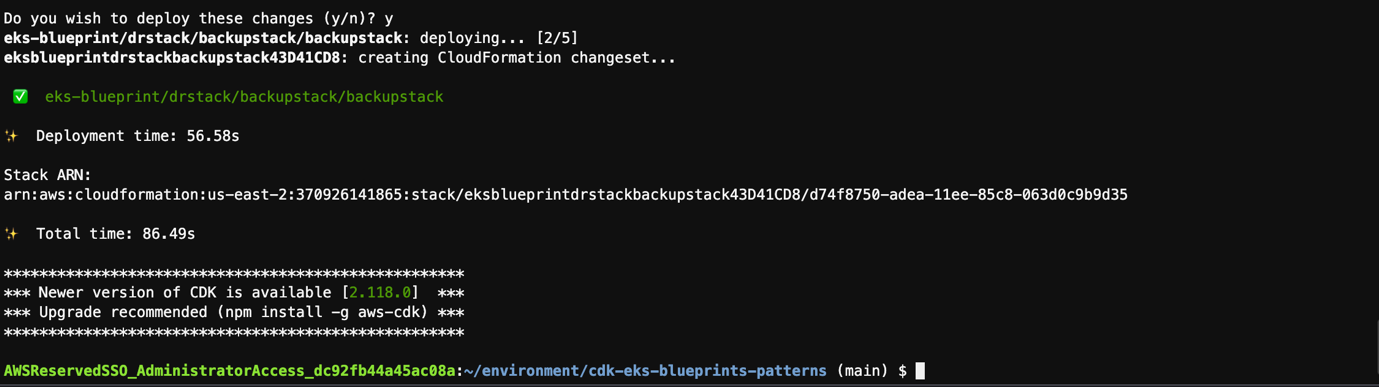 Do you wish to deploy these changes (y/n)? y
eks-blueprint/drstack/backupstack/backupstack: deploying... [2/5]
eksblueprintdrstackbackupstack43D41CD8: creating CloudFormation changeset...
✅ eks-blueprint/drstack/backupstack/backupstack
✨ Deployment time: 56.58s
Stack ARN:
arn:aws:cloudformation:us-east-2:370926141865:stack/eksblueprintdrstackbackupstack43D41CD8/d74f8750-adea-11ee-85c8-063d0c9b9d35
✨ Total time: 86.49s
****************************************************
*** Newer version of CDK is available [2.118.0] ***
*** Upgrade recommended (npm install -g aws-cdk) ***
****************************************************
AWSReservedSSO_AdministratorAccess_dc92fb44a45ac08a:~/environment/cdk-eks-blueprints-patterns (main) $